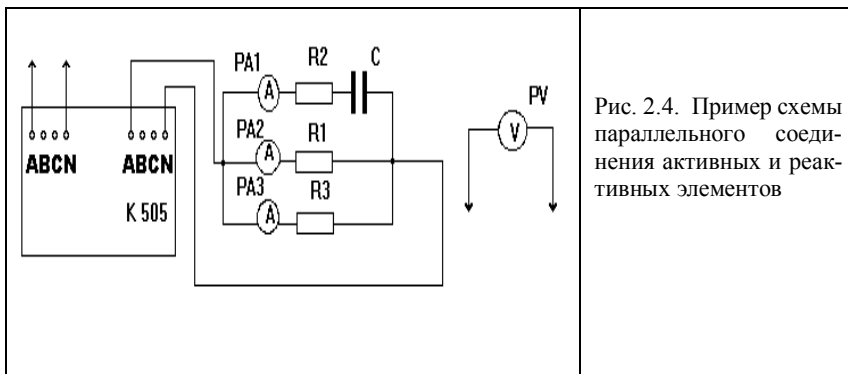 PA1 R2 C
A
PA2 R1
A
PA3 R3
A
PV
V
ABCN ABCN
K 505
Рис. 2.4. Пример схемы
параллельного соеди-
нения активных и реак-
тивных элементов